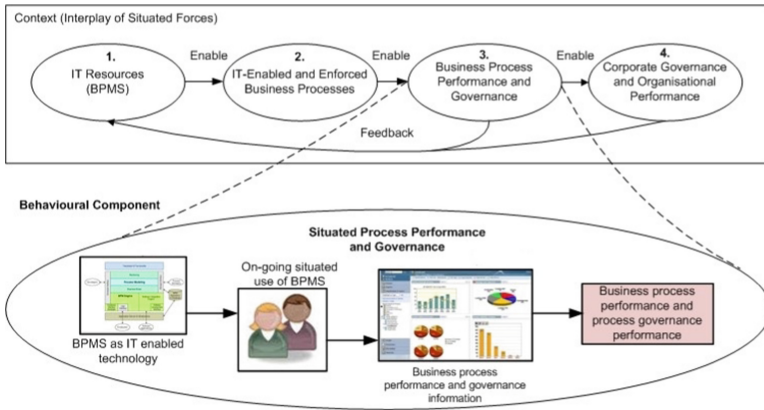 Context (Interplay of Situated Forces)
1.
IT Resources
(BPMS)
Enable
2.
IT-Enabled and Enforced
Business Processes
Enable
3.
Business Process
Performance and
Governance
Enable
4.
Corporate Governance
and Organisational
Performance
Feedback
Behavioural Component
Situated Process Performance
and Governance
BPMS as IT enabled
technology
On-going situated
use of BPMS
Business process
performance and governance
information
Business process
performance and
process governance
performance